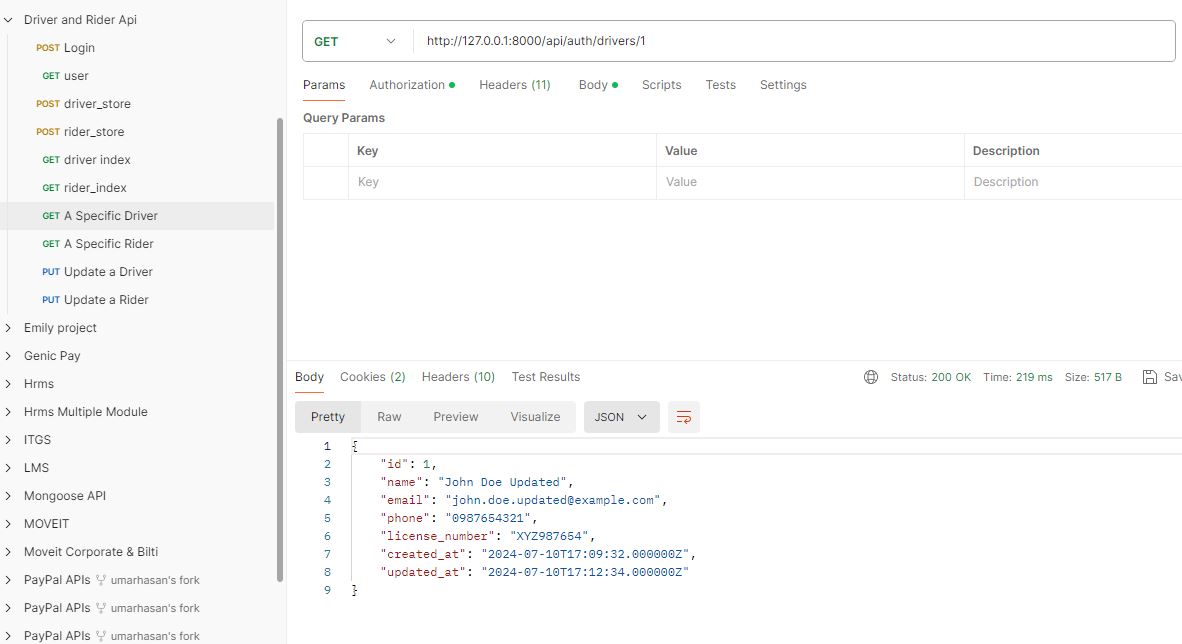 Driver and Rider Api
POST Login
GET user
POST driver_store
POST rider_store
GET driver index
GET rider_index
GET A Specific Driver
GET A Specific Rider
PUT Update a Driver
PUT Update a Rider
Emily project
Genic Pay
Hrms
Hrms Multiple Module
ITGS
LMS
Mongoose API
MOVEIT
Moveit Corporate & Bilti
PayPal APIs umarhasan's fork
PayPal APIs umarhasan's fork
PayPal APIs umarhasan's fork
GET http://127.0.0.1:8000/api/auth/drivers/1
Params Authorization Headers (11) Body Scripts Tests Settings
Query Params
Key Value Description
Key Value Description
Body Cookies (2) Headers (10) Test Results Status: 200 OK Time: 219 ms Size: 517 B Sav
Pretty Raw Preview Visualize JSON
1 {
2 "id": 1,
3 "name": "John Doe Updated",
4 "email": "john.doe.updated@example.com",
5 "phone": "0987654321",
6 "license_number": "XYZ987654",
7 "created_at": "2024-07-10T17:09:32.000000Z",
8 "updated_at": "2024-07-10T17:12:34.000000Z"
9 }